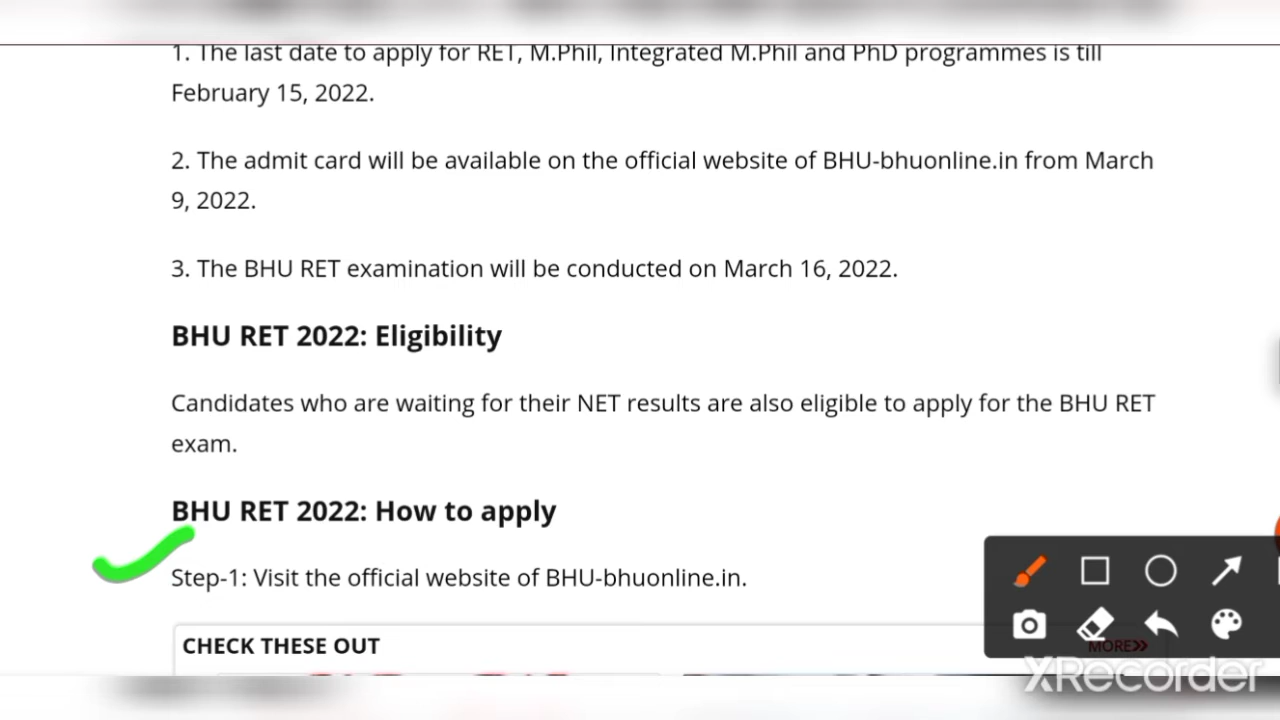 1. The last date to apply for RET, M.Phil, Integrated M.Phil and PhD programmes is till
February 15, 2022.
2. The admit card will be available on the official website of BHU-bhuonline.in from March
9, 2022.
3. The BHU RET examination will be conducted on March 16, 2022.
BHU RET 2022: Eligibility
Candidates who are waiting for their NET results are also eligible to apply for the BHU RET
exam.
BHU RET 2022: How to apply
Step-1: Visit the official website of BHU-bhuonline.in.
CHECK THESE OUT
MORE»
XRecorder